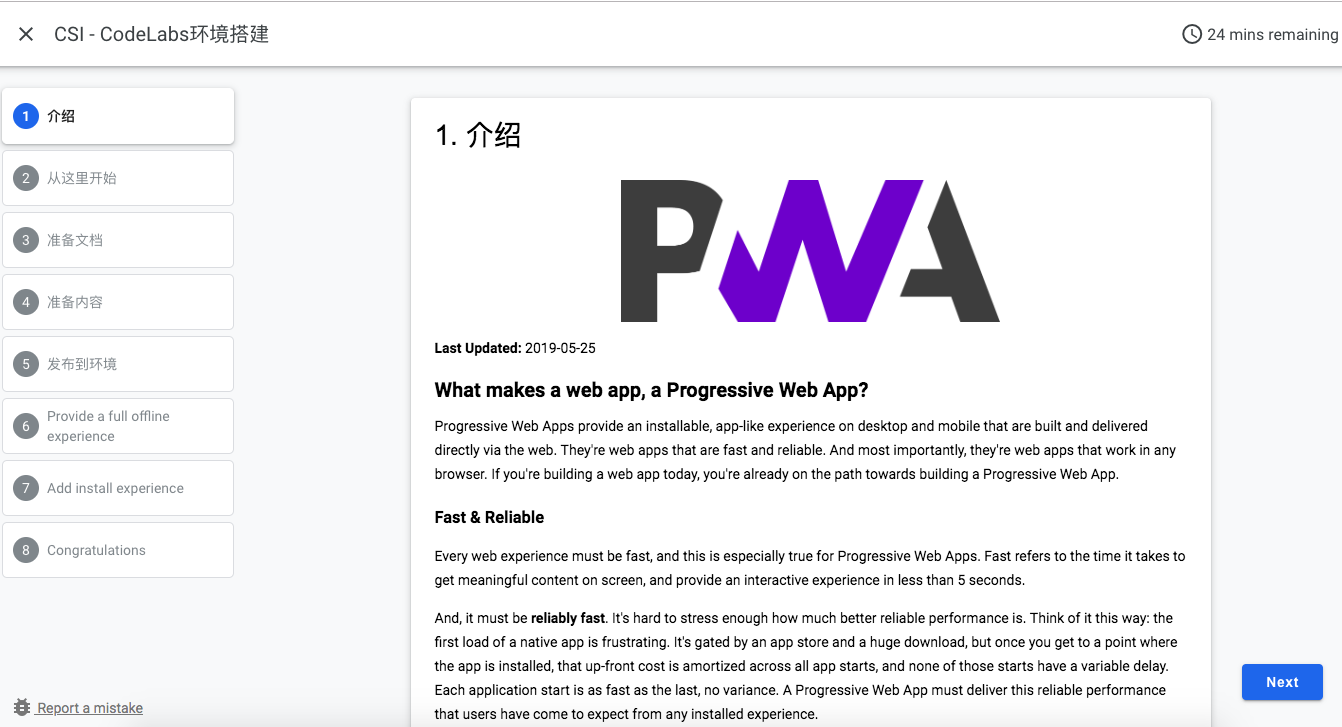 CSI - CodeLabs环境搭建
24 mins remaining
1 介绍
2 从这里开始
3 准备文档
4 准备内容
5 发布到环境
6 Provide a full offline
experience
7 Add install experience
8 Congratulations
Report a mistake
1. 介绍
PWA
Last Updated: 2019-05-25
What makes a web app, a Progressive Web App?
Progressive Web Apps provide an installable, app-like experience on desktop and mobile that are built and delivered
directly via the web. They're web apps that are fast and reliable. And most importantly, they're web apps that work in any
browser. If you're building a web app today, you're already on the path towards building a Progressive Web App.
Fast & Reliable
Every web experience must be fast, and this is especially true for Progressive Web Apps. Fast refers to the time it takes to
get meaningful content on screen, and provide an interactive experience in less than 5 seconds.
And, it must be reliably fast. It's hard to stress enough how much better reliable performance is. Think of it this way: the
first load of a native app is frustrating. It's gated by an app store and a huge download, but once you get to a point where
the app is installed, that up-front cost is amortized across all app starts, and none of those starts have a variable delay.
Each application start is as fast as the last, no variance. A Progressive Web App must deliver this reliable performance
that users have come to expect from any installed experience.
Next